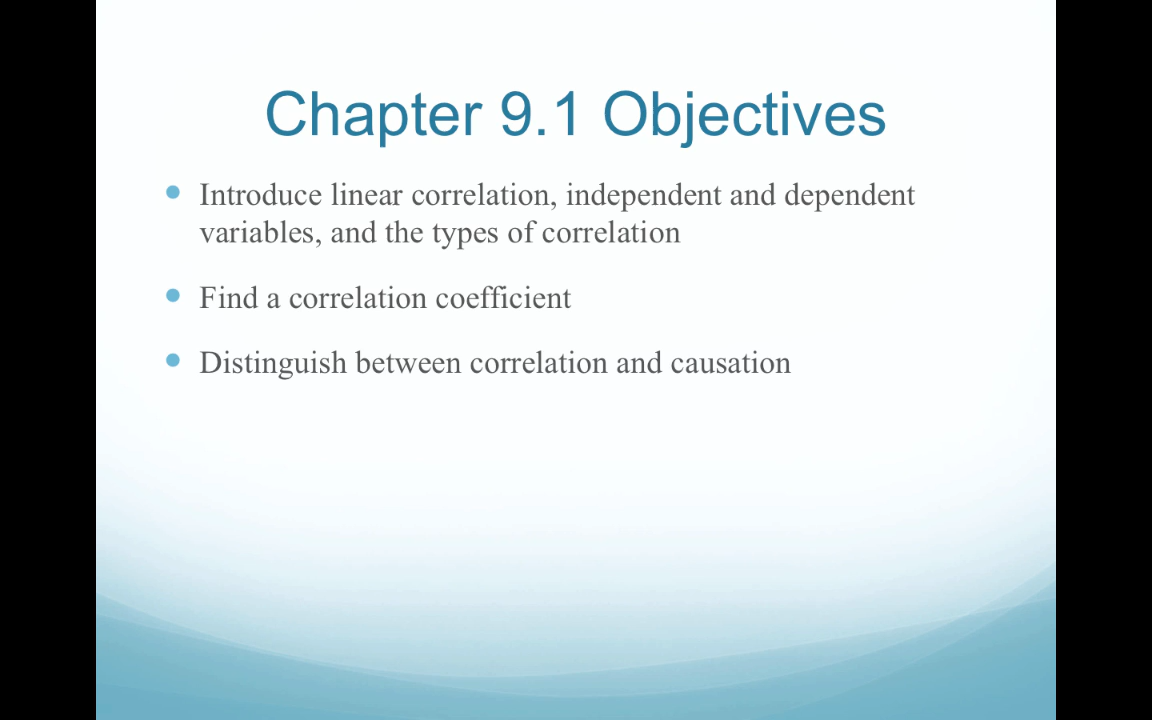 Chapter 9.1 Objectives
Introduce linear correlation, independent and dependent
variables, and the types of correlation
Find a correlation coefficient
Distinguish between correlation and causation